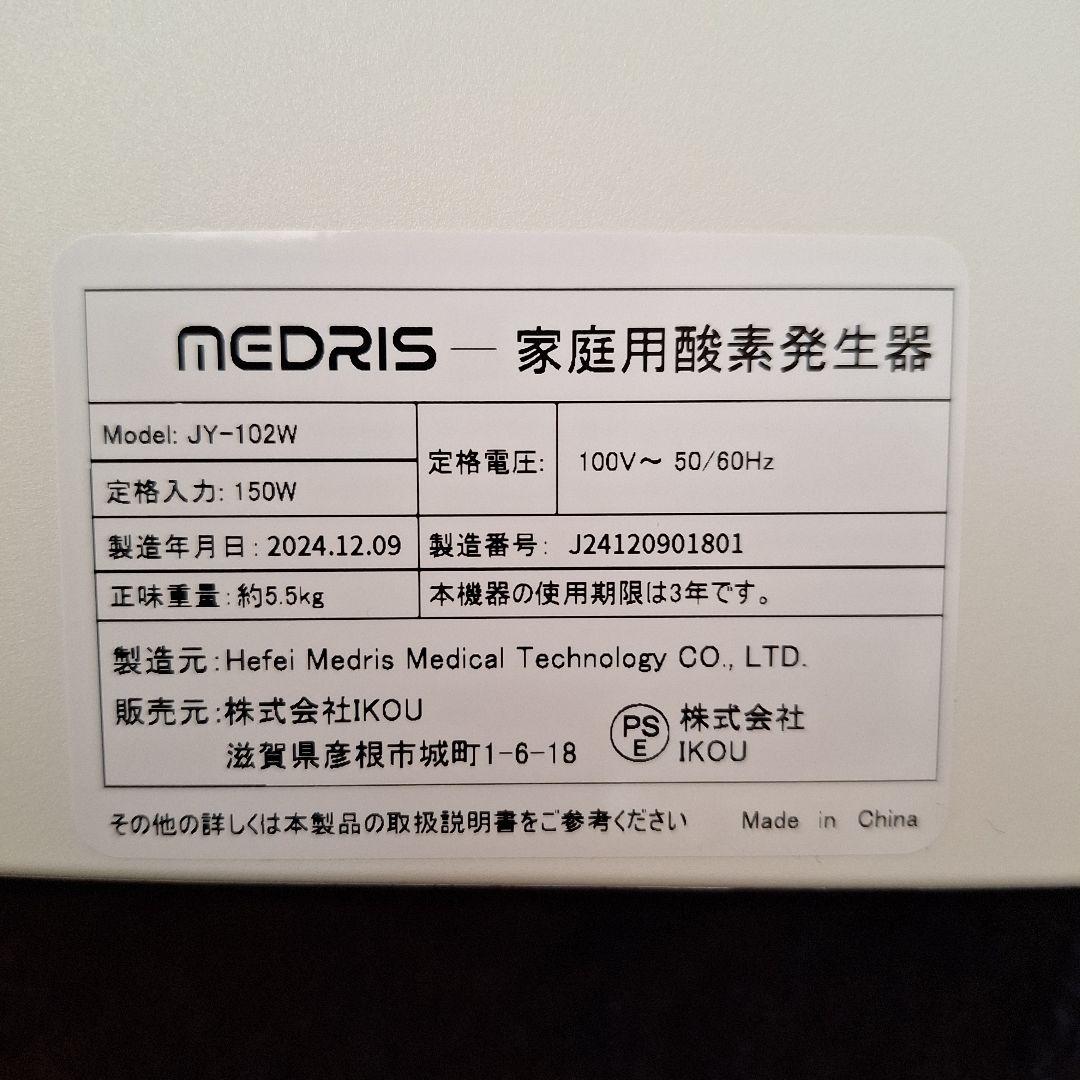 MEDRIS — 家庭用酸素発生器
Model: JY-102W
定格入力: 150W
定格電圧: 100V～ 50/60Hz
製造年月日: 2024.12.09
製造番号: J24120901801
正味重量:約5.5kg
本機器の使用期限は3年です。
製造元:Hefei Medris Medical Technology CO., LTD.
販売元:株式会社IKOU
滋賀県彦根市城町1-6-18
PS
E
株式会社
IKOU
その他の詳しくは本製品の取扱説明書をご参考ください
Made in China